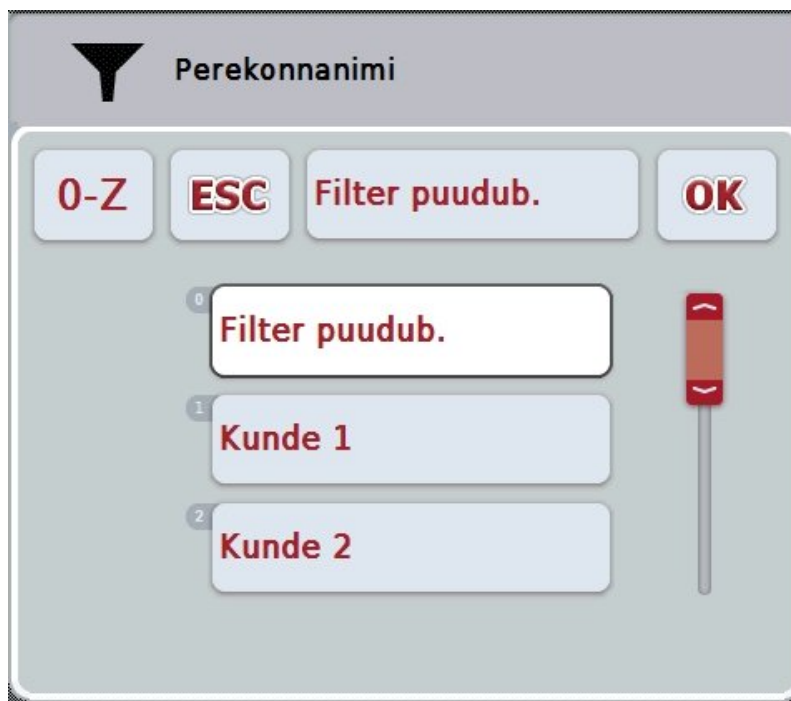 Perekonnanimi
0-Z ESC Filter puudub. OK
0
Filter puudub.
1
Kunde 1
2
Kunde 2